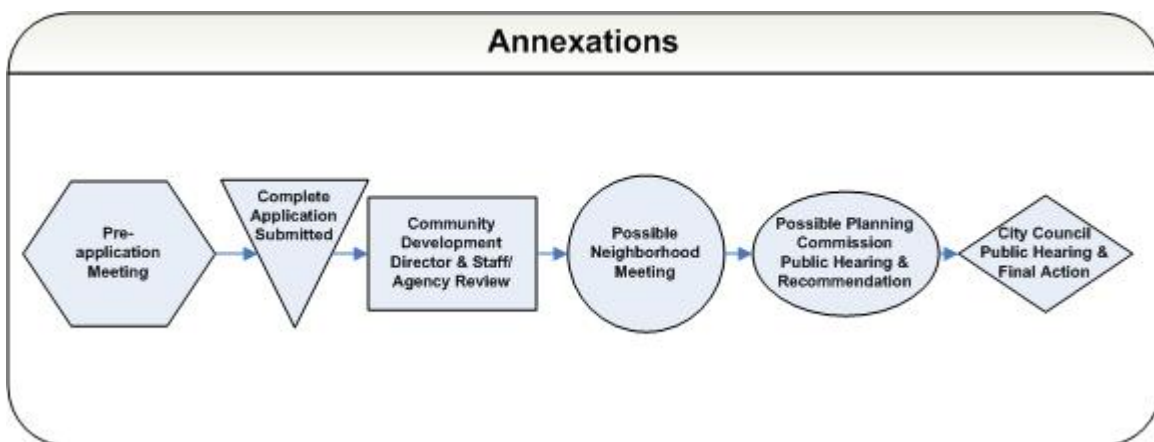 Annexations
Pre-
application
Meeting
Complete
Application
Submitted
Community
Development
Director & Staff/
Agency Review
Possible
Neighborhood
Meeting
Possible Planning
Commission
Public Hearing &
Recommendation
City Council
Public Hearing &
Final Action